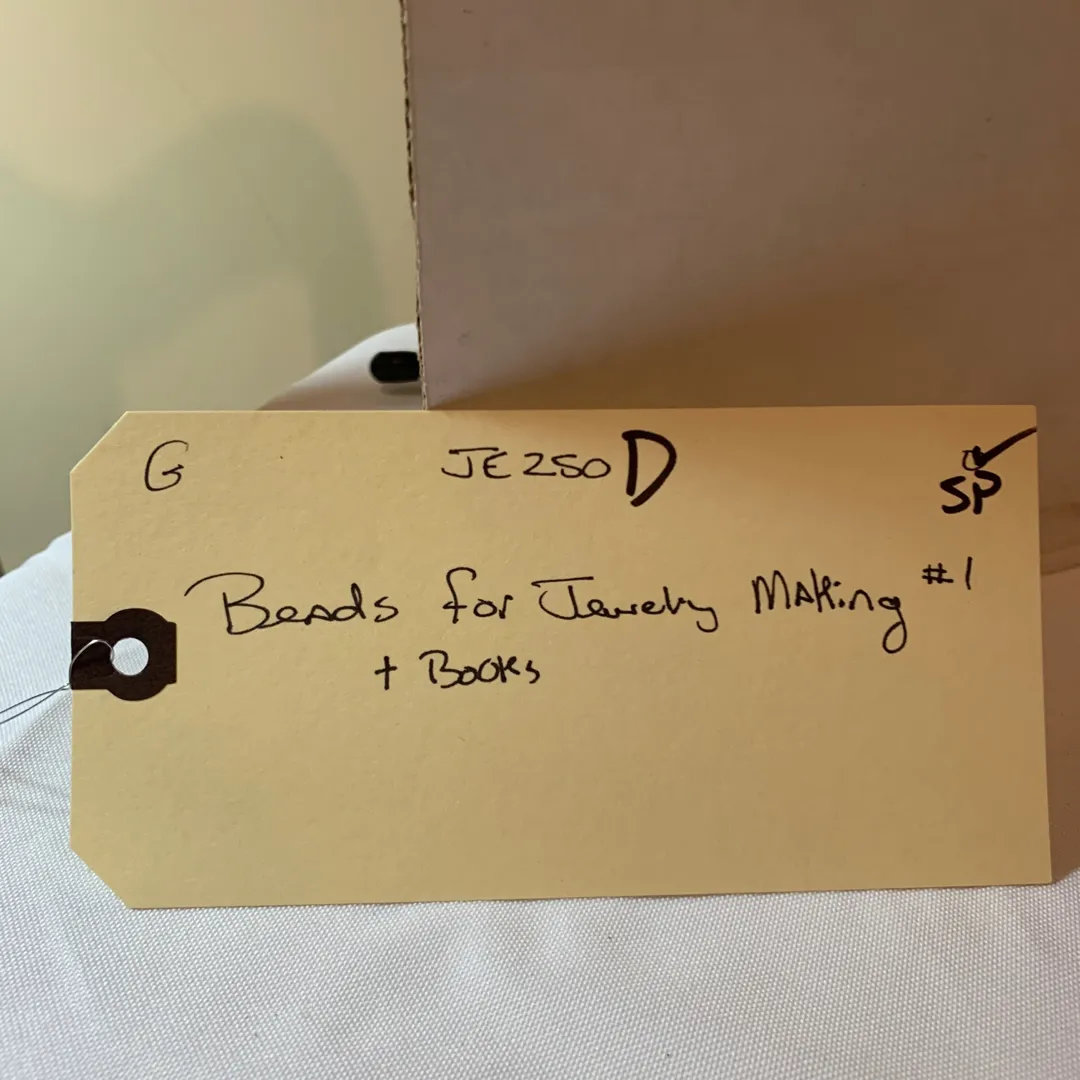 G JE250 D SP
Beads for Jewelry Making #1
+ Books